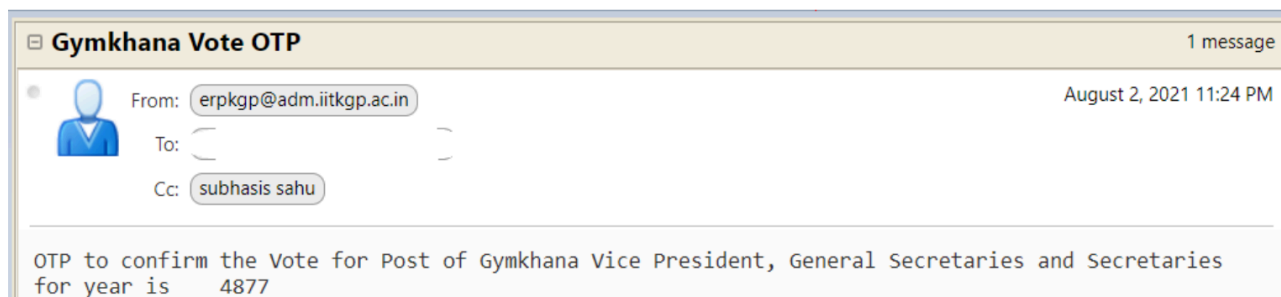 Gymkhana Vote OTP 1 message
From: erpkgp@adm.iitkgp.ac.in August 2, 2021 11:24 PM
To:
Cc: subhasis sahu
OTP to confirm the Vote for Post of Gymkhana Vice President, General Secretaries and Secretaries
for year is 4877